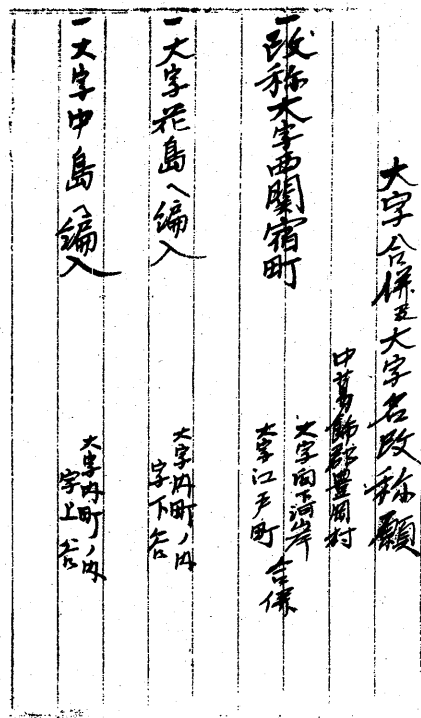 大字合併並大字名改称願
中葛飾郡豊岡村
一改称大字西関宿町
大字向下河岸
大字江戸町
合併
一大字花島ヘ編入
大字内町ノ内
字下谷
一大字中島ヘ編入
大字内町ノ内
字上谷